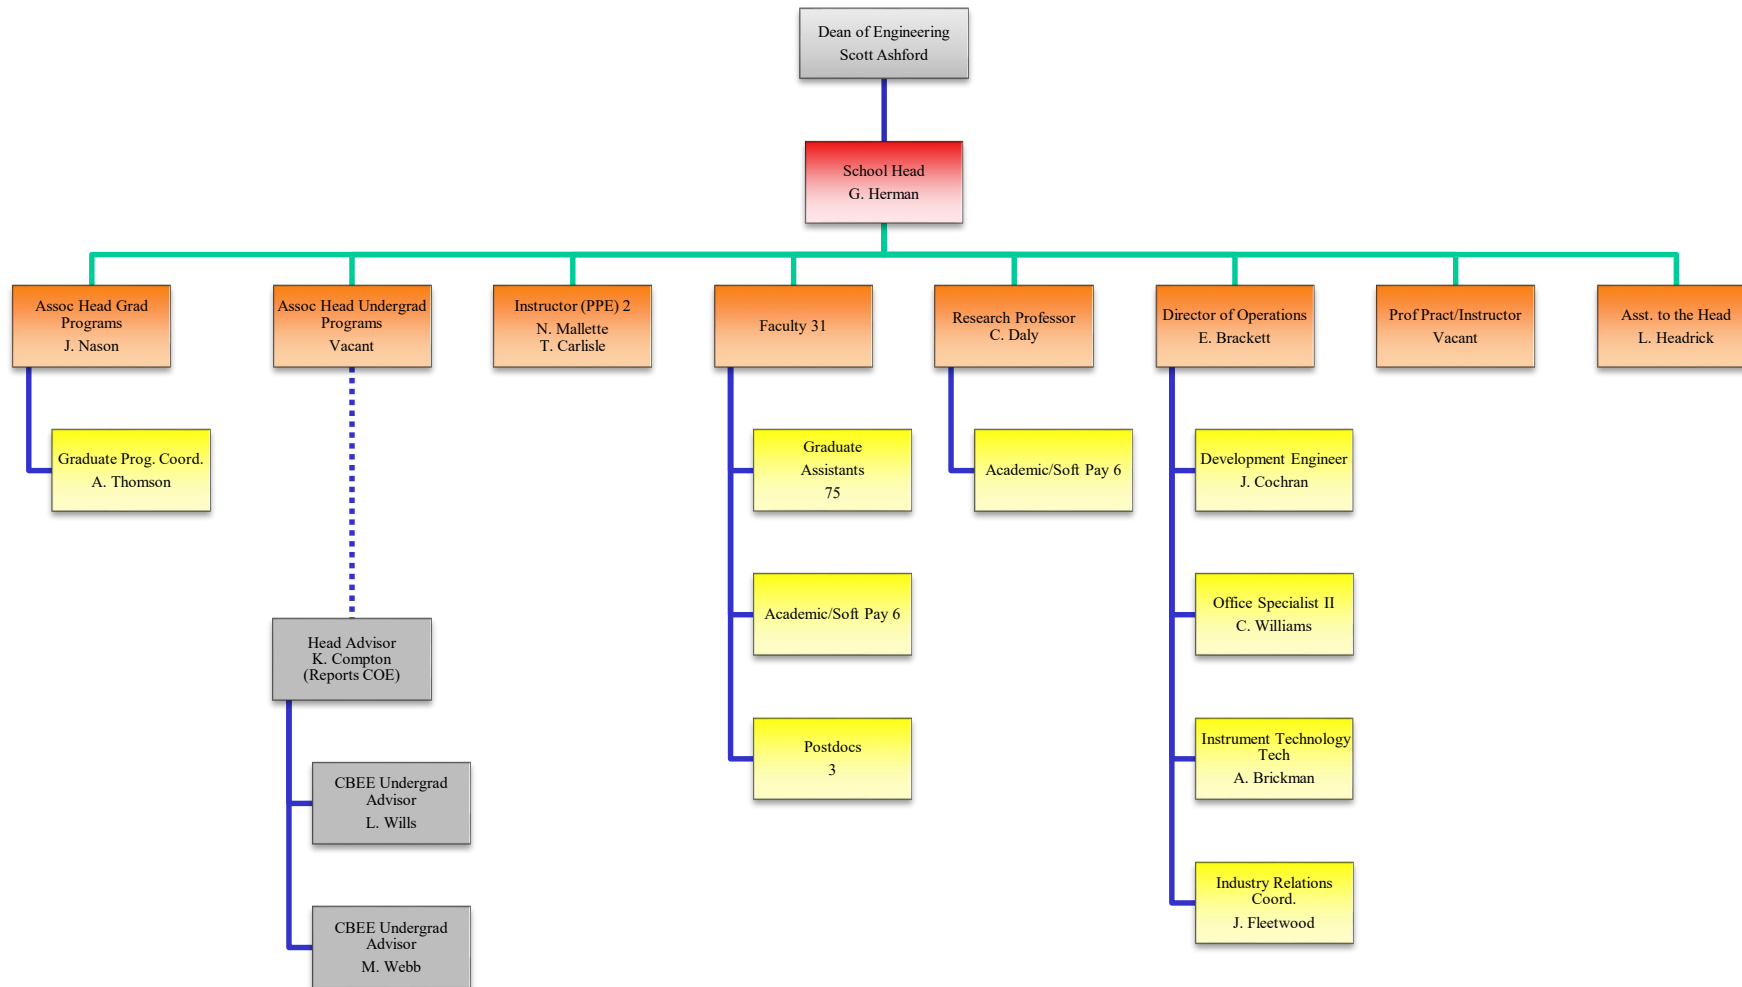 Dean of Engineering
Scott Ashford
School Head
G. Herman
Assoc Head Grad
Programs
J. Nason
Assoc Head Undergrad
Programs
Vacant
Instructor (PPE) 2
N. Mallette
T. Carlisle
Faculty 31
Research Professor
C. Daly
Director of Operations
E. Brackett
Prof Pract/Instructor
Vacant
Asst. to the Head
L. Headrick
Graduate Prog. Coord.
A. Thomson
Graduate
Assistants
75
Academic/Soft Pay 6
Development Engineer
J. Cochran
Academic/Soft Pay 6
Office Specialist II
C. Williams
Head Advisor
K. Compton
(Reports COE)
Postdocs
3
Instrument Technology
Tech
A. Brickman
CBEE Undergrad
Advisor
L. Wills
Industry Relations
Coord.
J. Fleetwood
CBEE Undergrad
Advisor
M. Webb